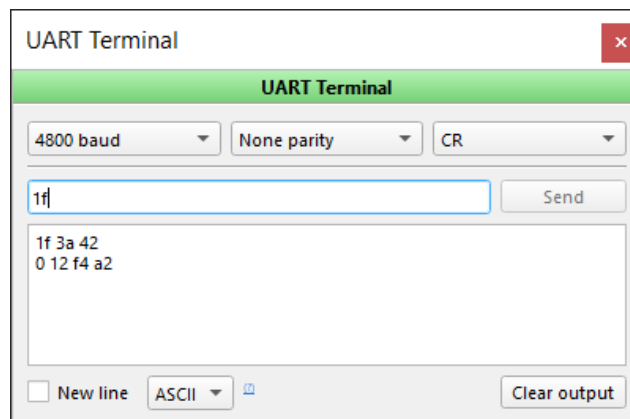 UART Terminal
×
UART Terminal
4800 baud None parity CR
1f Send
1f 3a 42
0 12 f4 a2
New line ASCII (?) Clear output